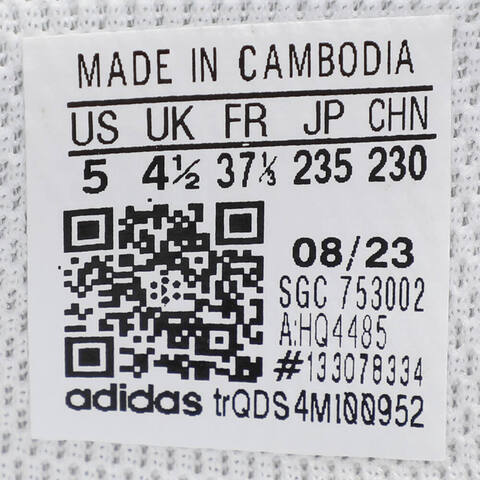 MADE IN CAMBODIA
US UK FR JP CHN
5 4½ 37⅓ 235 230
08/23
SGC 753002
A:HQ4485
#133078334
adidas trQDS4M100952